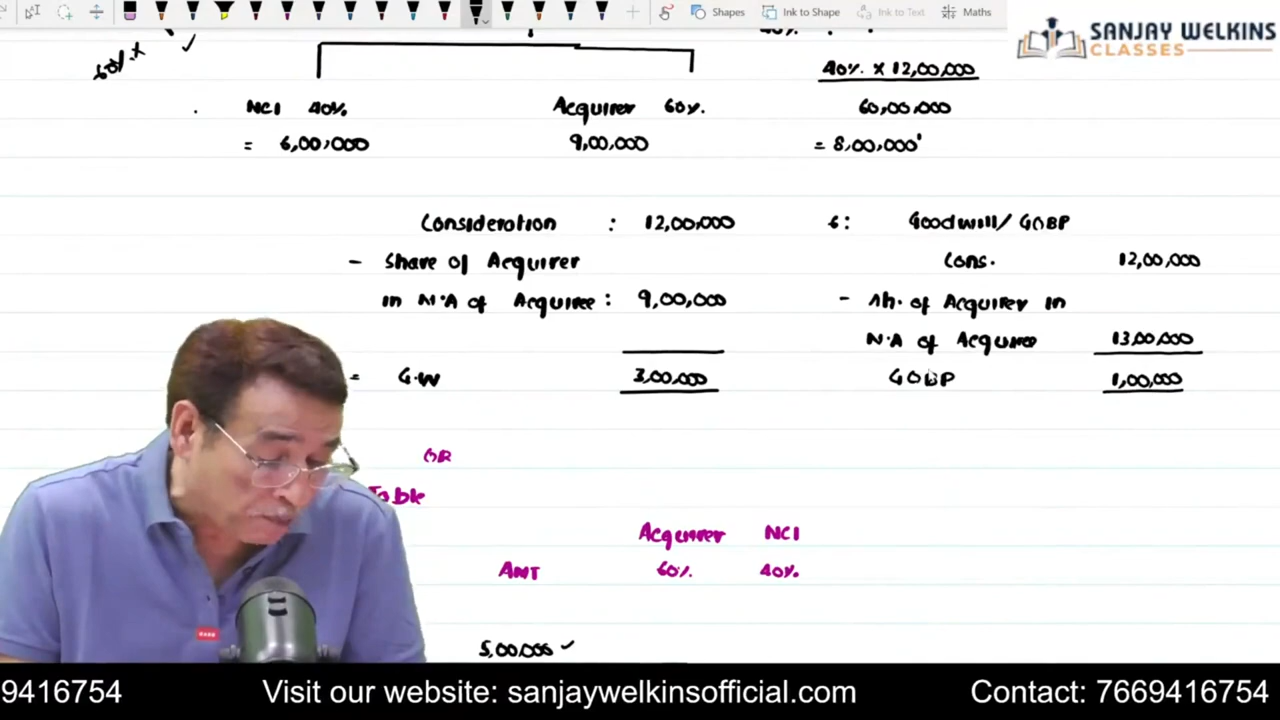 Shapes Ink to Shape Ink to Text Maths
SANJAY WELKINS
CLASSES
60% x
40% x 12,00,000
NCI 40% Acquirer 60%. 60,00,000
= 6,00,000 9,00,000 = 8,00,000
Consideration : 12,00,000 6: Goodwill/ GOBP
- Share of Acquirer Cons. 12,00,000
in N.A of Acquiree : 9,00,000 - Sh. of Acquirer in
N.A of Acquiree 13,00,000
= G.W 3,00,000 GOBP 1,00,000
OR
Table
Acquirer NCI
AMT 60%. 40%.
5,00,000
9416754 Visit our website: sanjaywelkinsofficial.com Contact: 7669416754